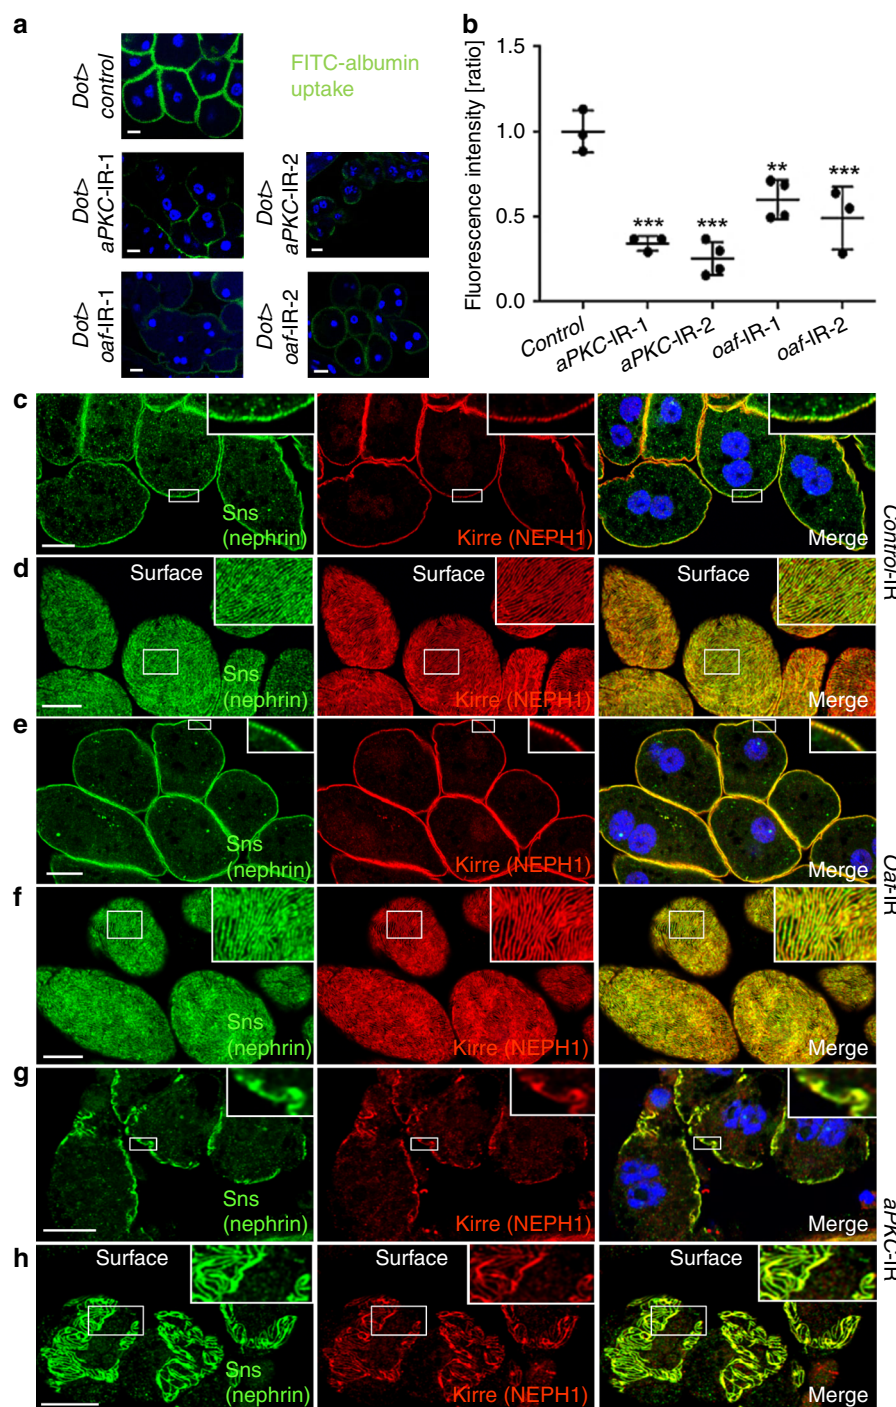 a
Dot>
control
FITC-albumin
uptake
Dot>
aPKC-IR-1
Dot>
aPKC-IR-2
Dot>
oaf-IR-1
Dot>
oaf-IR-2
b
Fluorescence intensity [ratio]
1.5
1.0
0.5
0.0
***
***
**
***
Control
aPKC-IR-1
aPKC-IR-2
oaf-IR-1
oaf-IR-2
c
Sns
(nephrin)
Kirre (NEPH1)
Merge
Control-IR
d
Surface
Surface
Surface
Sns
(nephrin)
Kirre (NEPH1)
Merge
e
Sns
(nephrin)
Kirre (NEPH1)
Merge
Oaf-IR
f
Sns
(nephrin)
Kirre (NEPH1)
Merge
g
Sns
(nephrin)
Kirre (NEPH1)
Merge
aPKC-IR
h
Surface
Surface
Surface
Sns
(nephrin)
Kirre (NEPH1)
Merge